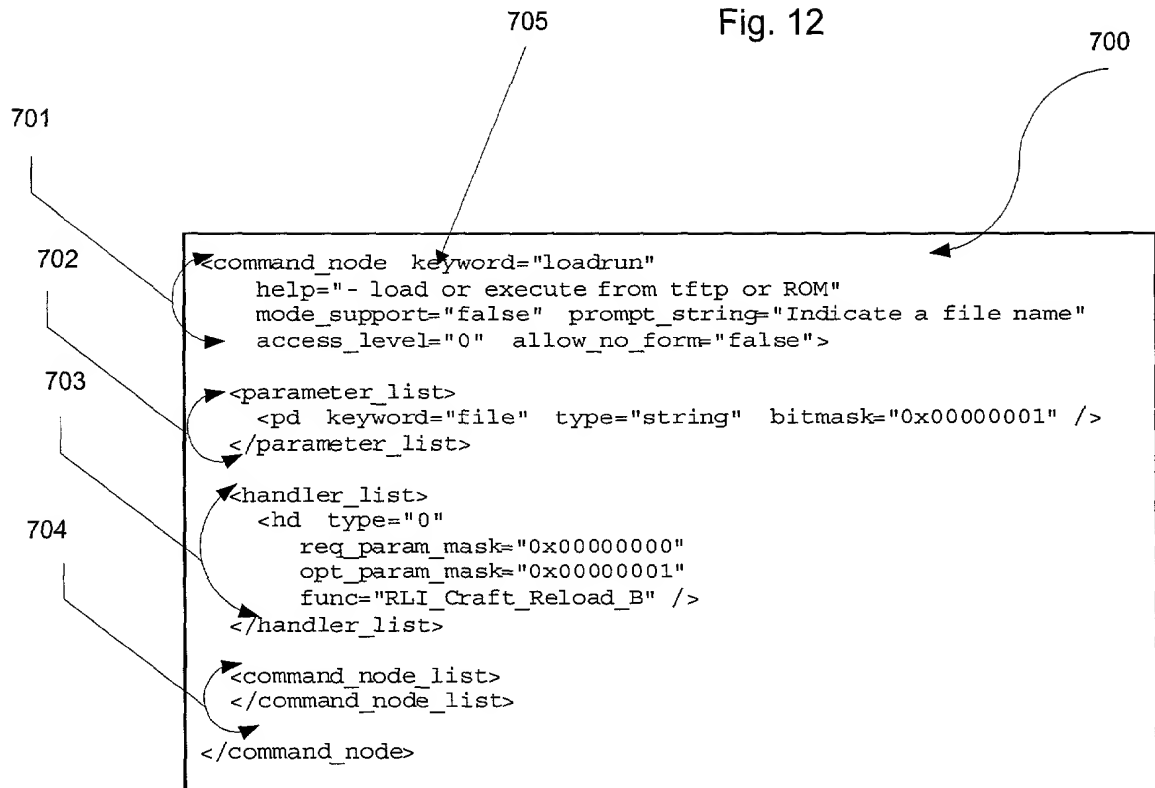 705
Fig. 12
700
701
702
703
704
<command_node keyword="loadrun"
help="- load or execute from tftp or ROM"
mode_support="false" prompt_string="Indicate a file name"
access_level="0" allow_no_form="false">
<parameter_list>
<pd keyword="file" type="string" bitmask="0x00000001" />
</parameter_list>
<handler_list>
<hd type="0"
req_param_mask="0x00000000"
opt_param_mask="0x00000001"
func="RLI_Craft_Reload_B" />
</handler_list>
<command_node_list>
</command_node_list>
</command_node>